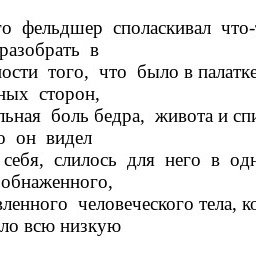 го фельдшер споласкивал что-т
разобрать в
ости того, что было в палатке
ных сторон,
льная боль бедра, живота и спи
о он видел
себя, слилось для него в одн
обнаженного,
вленного человеческого тела, ко
ло всю низкую